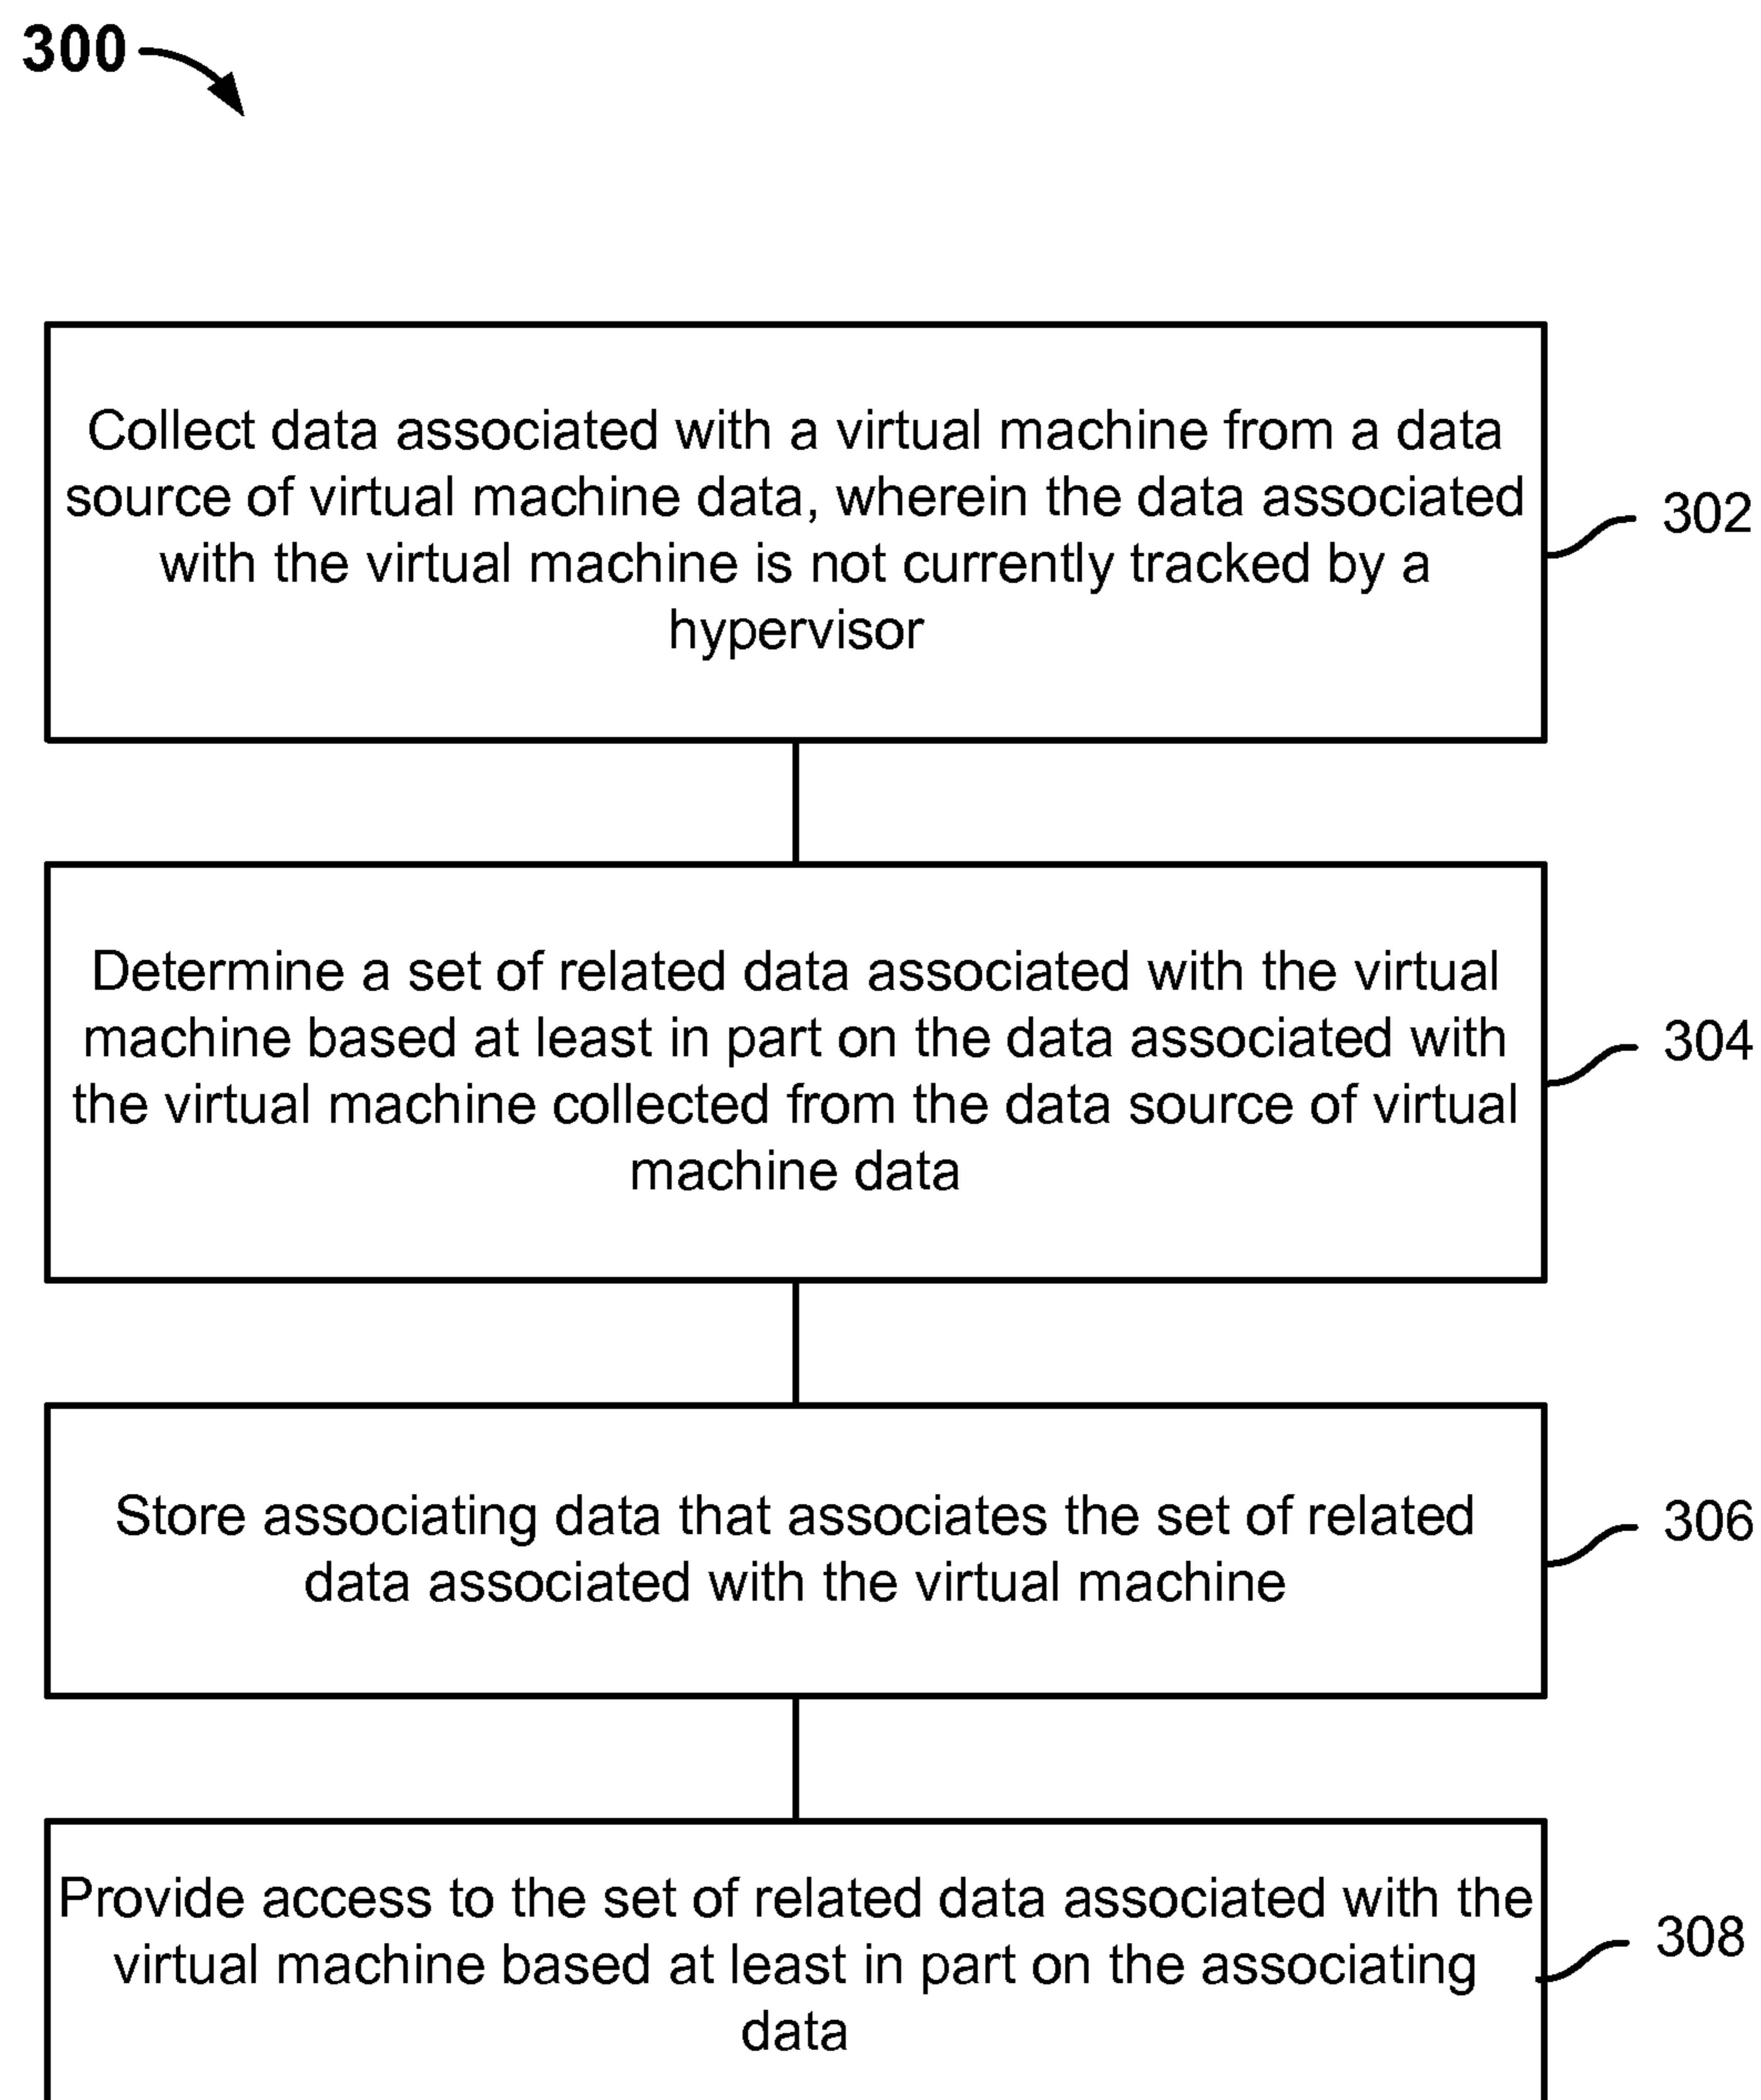 300
Collect data associated with a virtual machine from a data
source of virtual machine data, wherein the data associated
with the virtual machine is not currently tracked by a
hypervisor
302
Determine a set of related data associated with the virtual
machine based at least in part on the data associated with
the virtual machine collected from the data source of virtual
machine data
304
Store associating data that associates the set of related
data associated with the virtual machine
306
Provide access to the set of related data associated with the
virtual machine based at least in part on the associating
data
308